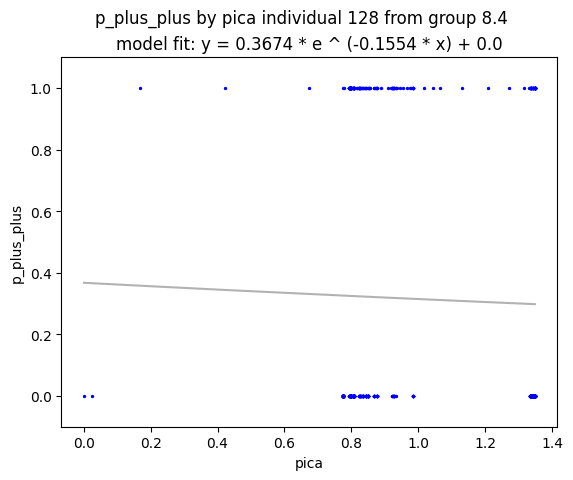 p_plus_plus by pica individual 128 from group 8.4
model fit: y = 0.3674 * e ^ (-0.1554 * x) + 0.0
1.0
0.8
0.6
0.4
0.2
0.0
p_plus_plus
0.0 0.2 0.4 0.6 0.8 1.0 1.2 1.4
pica